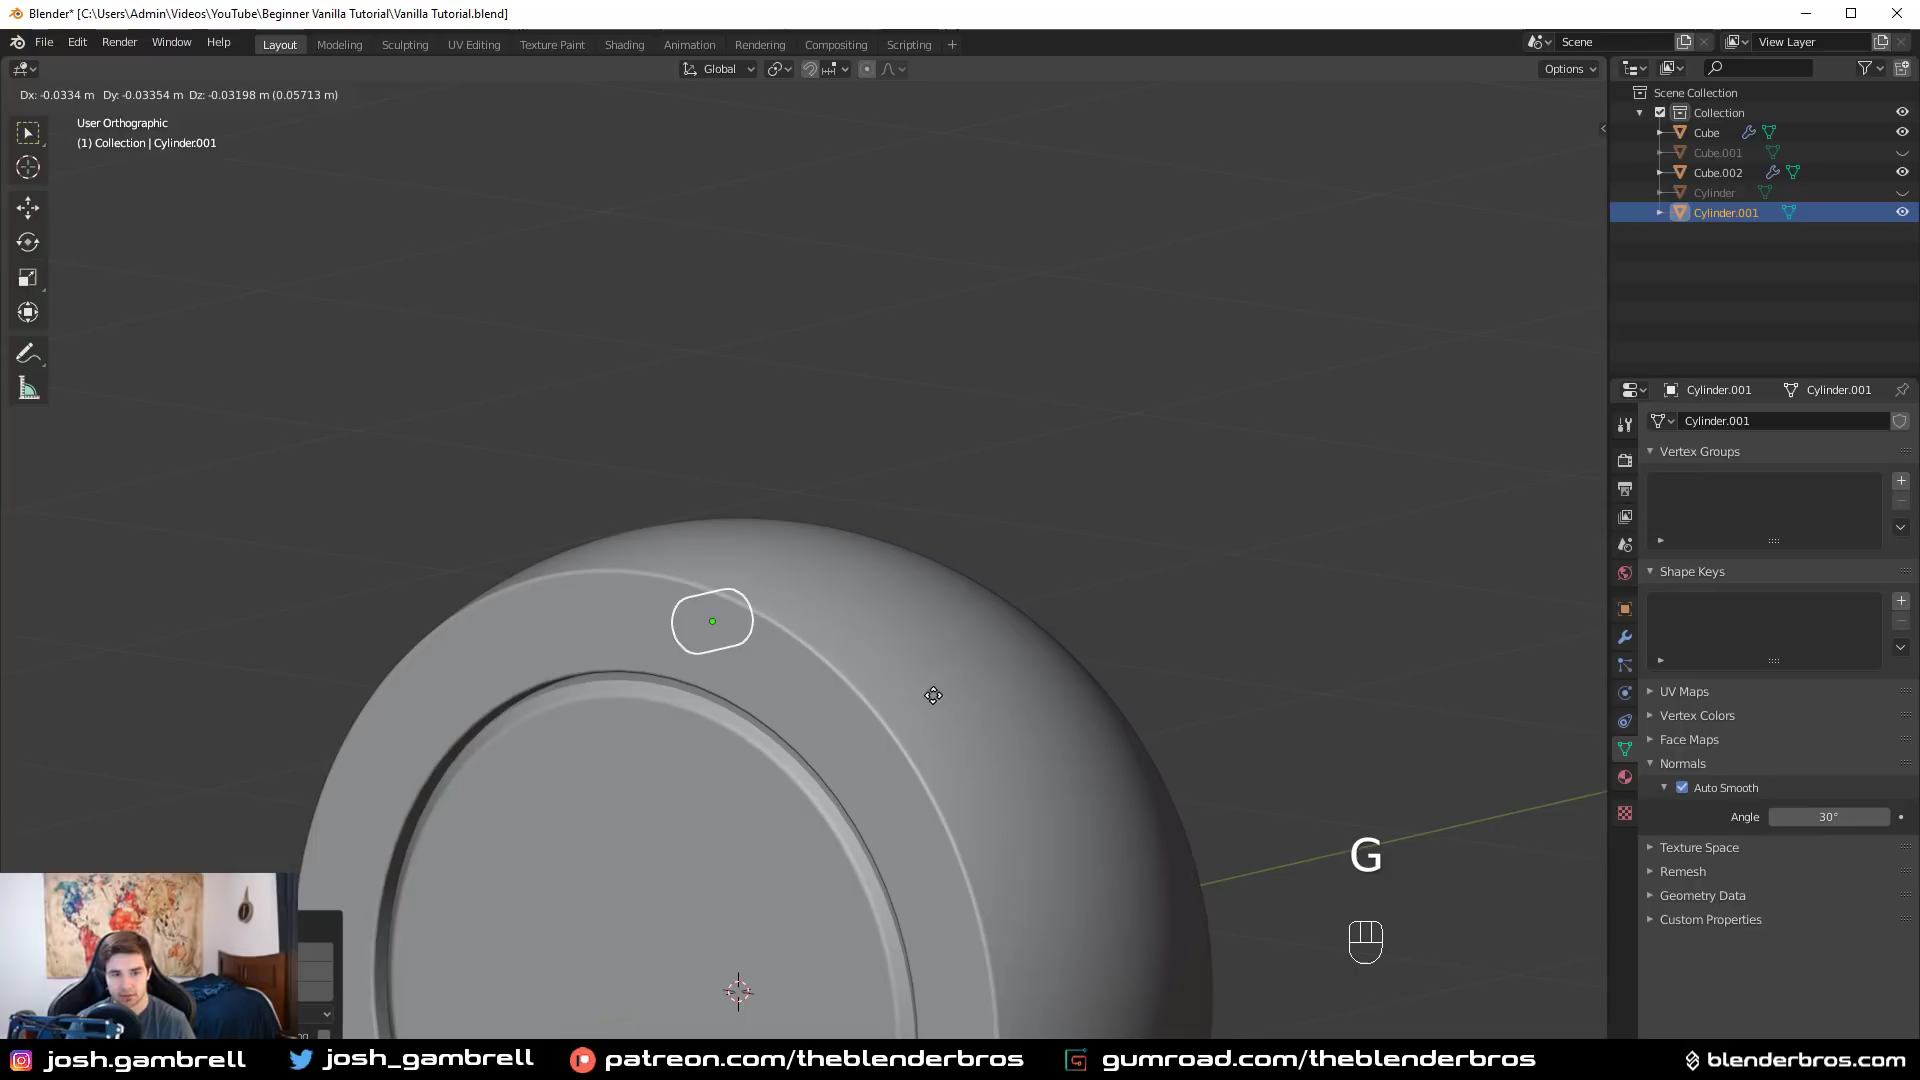 Blender* [C:\Users\Admin\Videos\YouTube\Beginner Vanilla Tutorial\Vanilla Tutorial.blend]
File Edit Render Window Help
Layout Modeling Sculpting UV Editing Texture Paint Shading Animation Rendering Compositing Scripting +
Scene
View Layer
Global
Options
Dx: -0.0334 m Dy: -0.03354 m Dz: -0.03198 m (0.05713 m)
User Orthographic
(1) Collection | Cylinder.001
Scene Collection
Collection
Cube
Cube.001
Cube.002
Cylinder
Cylinder.001
Cylinder.001 Cylinder.001
Cylinder.001
Vertex Groups
Shape Keys
UV Maps
Vertex Colors
Face Maps
Normals
Auto Smooth
Angle 30°
Texture Space
Remesh
Geometry Data
Custom Properties
G
josh.gambrell
josh_gambrell
patreon.com/theblenderbros
gumroad.com/theblenderbros
blenderbros.com